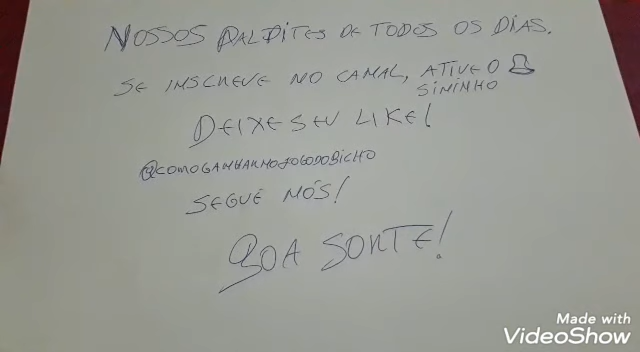 NOSSOS PALPITES DE TODOS OS DIAS.
SE INSCREVE NO CANAL, ATIVE O
SININHO
DEIXE SEU LIKE!
@COMOGANHARNOJOGODOBICHO
SEGUE NÓS!
BOA SORTE!
Made with
VideoShow